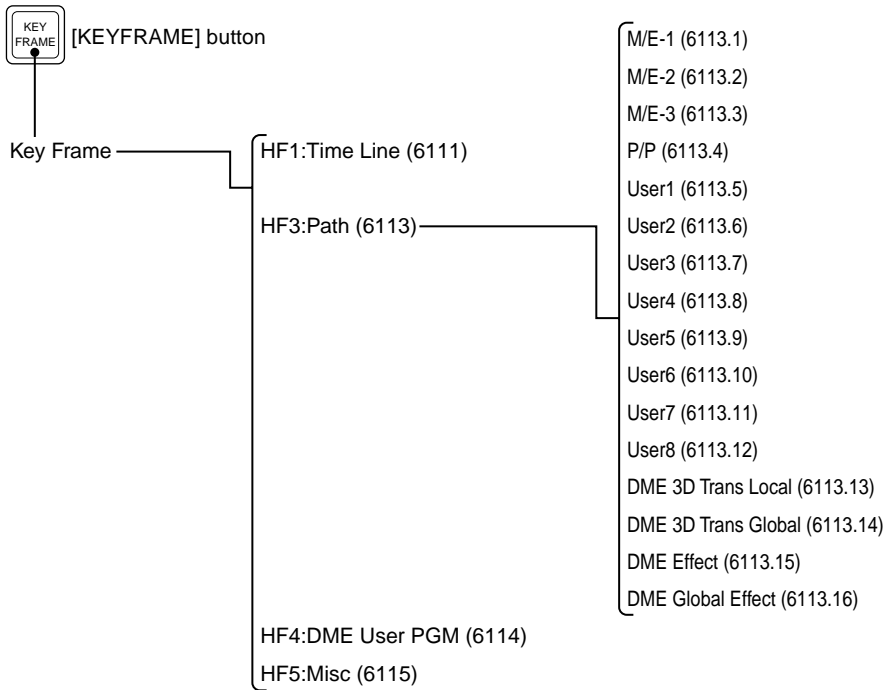 KEY
FRAME
[KEYFRAME] button
Key Frame
HF1:Time Line (6111)
HF3:Path (6113)
HF4:DME User PGM (6114)
HF5:Misc (6115)
M/E-1 (6113.1)
M/E-2 (6113.2)
M/E-3 (6113.3)
P/P (6113.4)
User1 (6113.5)
User2 (6113.6)
User3 (6113.7)
User4 (6113.8)
User5 (6113.9)
User6 (6113.10)
User7 (6113.11)
User8 (6113.12)
DME 3D Trans Local (6113.13)
DME 3D Trans Global (6113.14)
DME Effect (6113.15)
DME Global Effect (6113.16)